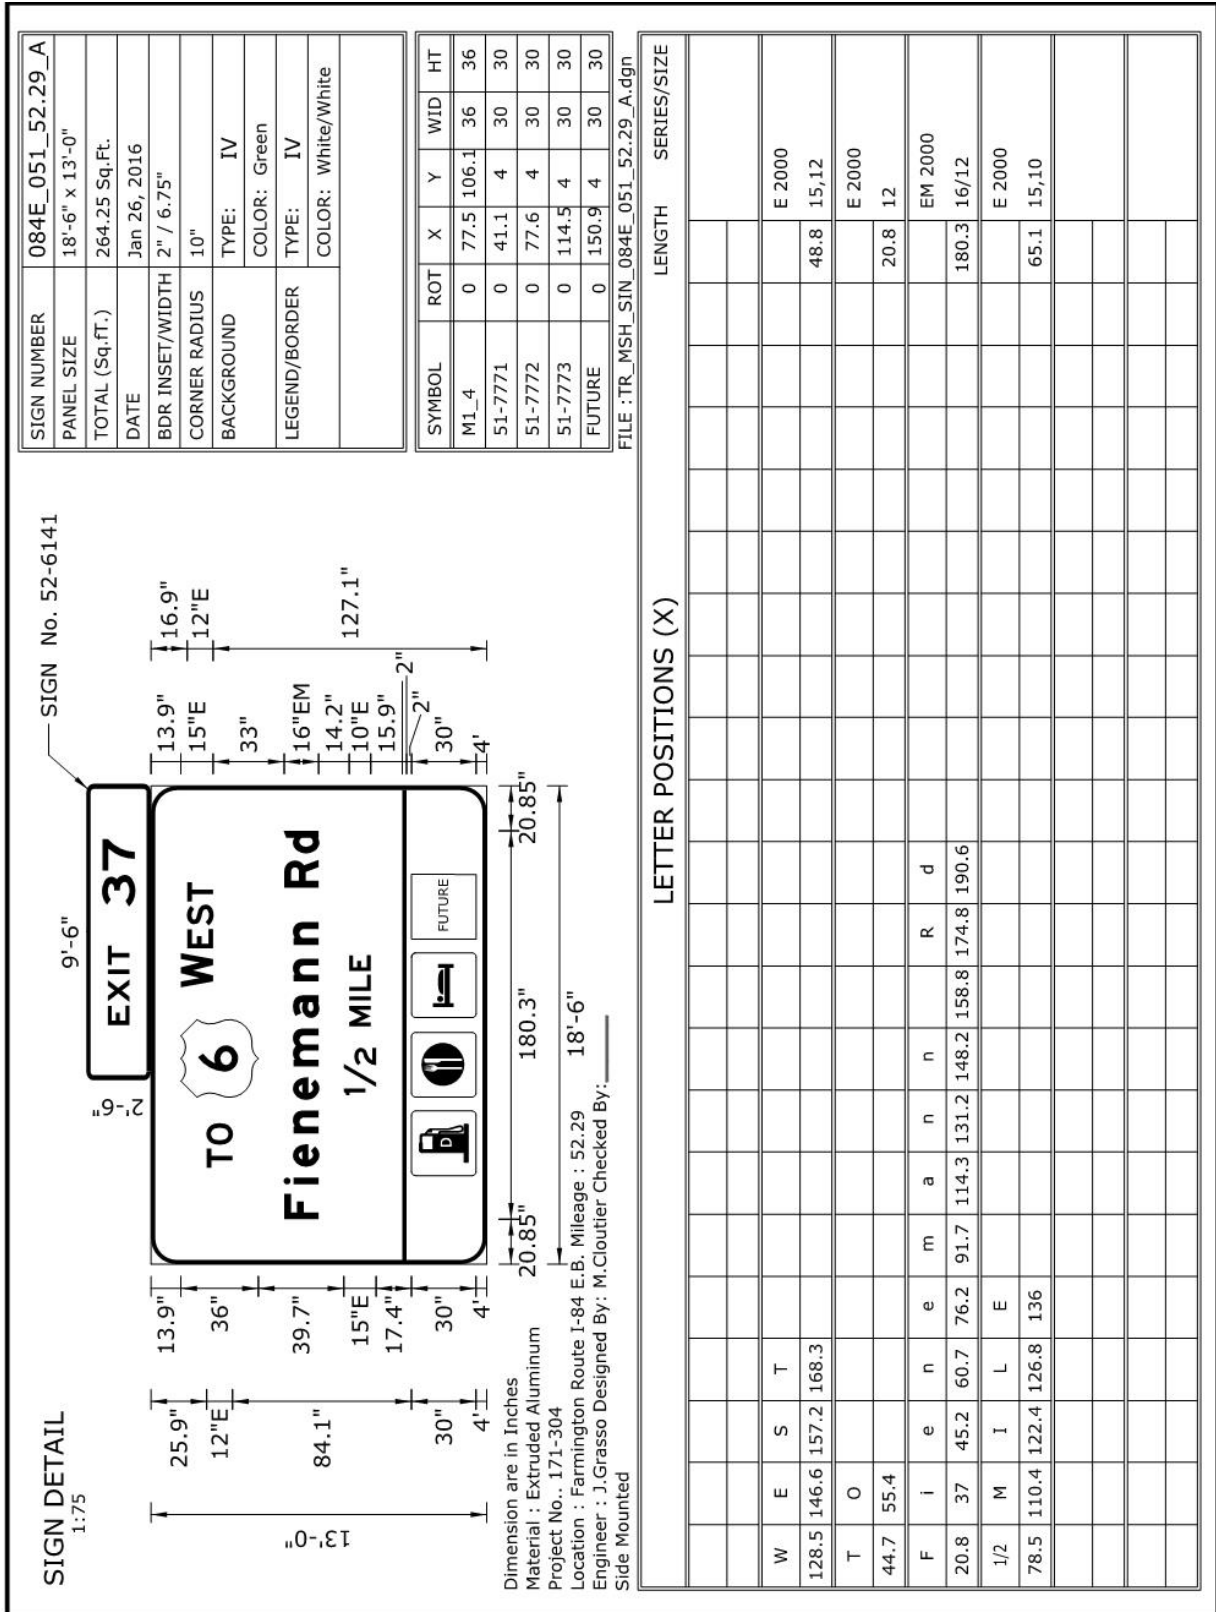 SIGN DETAIL
1:75
SIGN No. 52-6141
9'-6"
2'-6"
EXIT 37
TO 6 WEST
Fienemann Rd
1/2 MILE
D
FUTURE
13'-0"
25.9"
12"E
84.1"
30"
4'
13.9"
36"
39.7"
15"E
17.4"
30"
4'
13.9"
15"E
33"
16"EM
14.2"
10"E
15.9"
2"
2"
30"
4'
16.9"
12"E
127.1"
20.85" 180.3" 20.85"
18'-6"
Dimension are in Inches
Material : Extruded Aluminum
Project No.. 171-304
Location : Farmington Route I-84 E.B. Mileage : 52.29
Engineer : J.Grasso Designed By: M.Cloutier Checked By:
Side Mounted
SIGN NUMBER 084E_051_52.29_A
PANEL SIZE 18'-6" x 13'-0"
TOTAL (Sq.fT.) 264.25 Sq.Ft.
DATE Jan 26, 2016
BDR INSET/WIDTH 2" / 6.75"
CORNER RADIUS 10"
BACKGROUND TYPE: IV
COLOR: Green
LEGEND/BORDER TYPE: IV
COLOR: White/White
SYMBOL ROT X Y WID HT
M1_4 0 77.5 106.1 36 36
51-7771 0 41.1 4 30 30
51-7772 0 77.6 4 30 30
51-7773 0 114.5 4 30 30
FUTURE 0 150.9 4 30 30
FILE :TR_MSH_SIN_084E_051_52.29_A.dgn
LETTER POSITIONS (X) LENGTH SERIES/SIZE
W E S T E 2000
128.5 146.6 157.2 168.3 48.8 15,12
T O E 2000
44.7 55.4 20.8 12
F i e n e m a n n R d EM 2000
20.8 37 45.2 60.7 76.2 91.7 114.3 131.2 148.2 158.8 174.8 190.6 180.3 16/12
1/2 M I L E E 2000
78.5 110.4 122.4 126.8 136 65.1 15,10